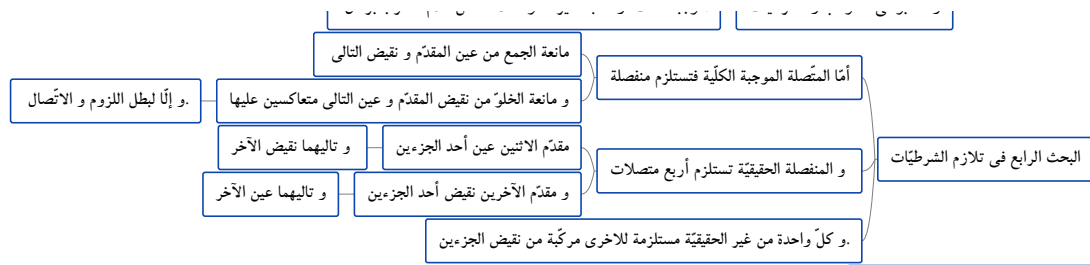 البحث الرابع فى تلازم الشرطيّات
أمّا المتّصلة الموجبة الكلّية فتستلزم منفصلة
مانعة الجمع من عين المقدّم و نقيض التالى
و مانعة الخلوّ من نقيض المقدّم و عين التالى متعاكسين عليها
.و إلّا لبطل اللزوم و الاتّصال
و المنفصلة الحقيقيّة تستلزم أربع متصلات
مقدّم الاثنين عين أحد الجزءين
و تاليهما نقيض الآخر
و مقدّم الآخرين نقيض أحد الجزءين
و تاليهما عين الآخر
.و كلّ واحدة من غير الحقيقيّة مستلزمة للاخرى مركّبة من نقيض الجزءين